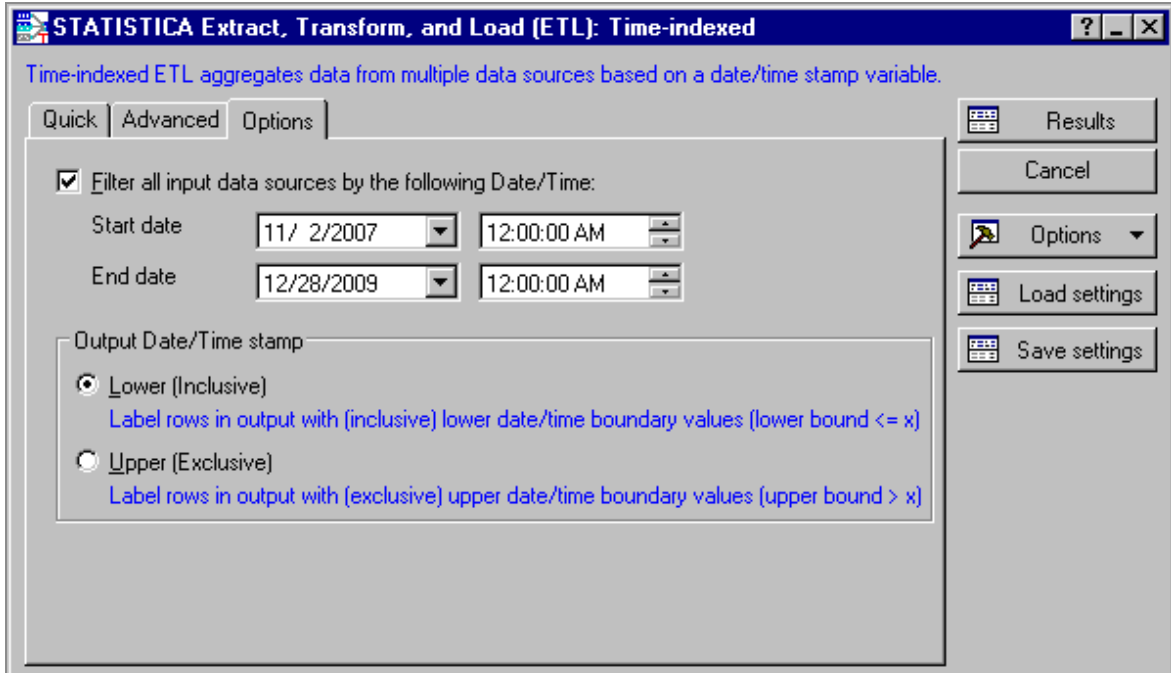 STATISTICA Extract, Transform, and Load (ETL): Time-indexed
Time-indexed ETL aggregates data from multiple data sources based on a date/time stamp variable.
Quick Advanced Options
Results
Cancel
Options
Load settings
Save settings
Filter all input data sources by the following Date/Time:
Start date 11/ 2/2007 12:00:00 AM
End date 12/28/2009 12:00:00 AM
Output Date/Time stamp
Lower (Inclusive)
Label rows in output with (inclusive) lower date/time boundary values (lower bound <= x)
Upper (Exclusive)
Label rows in output with (exclusive) upper date/time boundary values (upper bound > x)